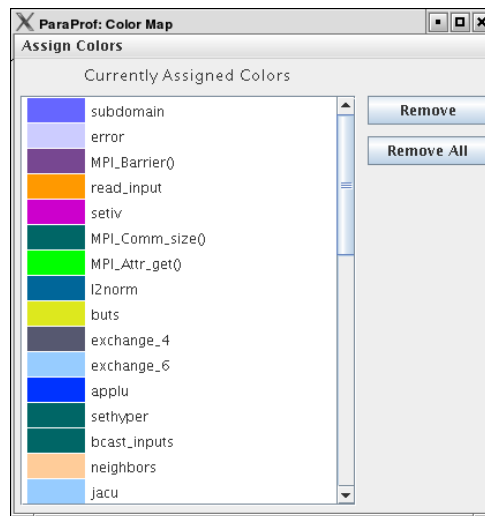 ParaProf: Color Map
Assign Colors
Currently Assigned Colors
subdomain
error
MPI_Barrier()
read_input
setiv
MPI_Comm_size()
MPI_Attr_get()
l2norm
buts
exchange_4
exchange_6
applu
sethyper
bcast_inputs
neighbors
jacu
Remove
Remove All